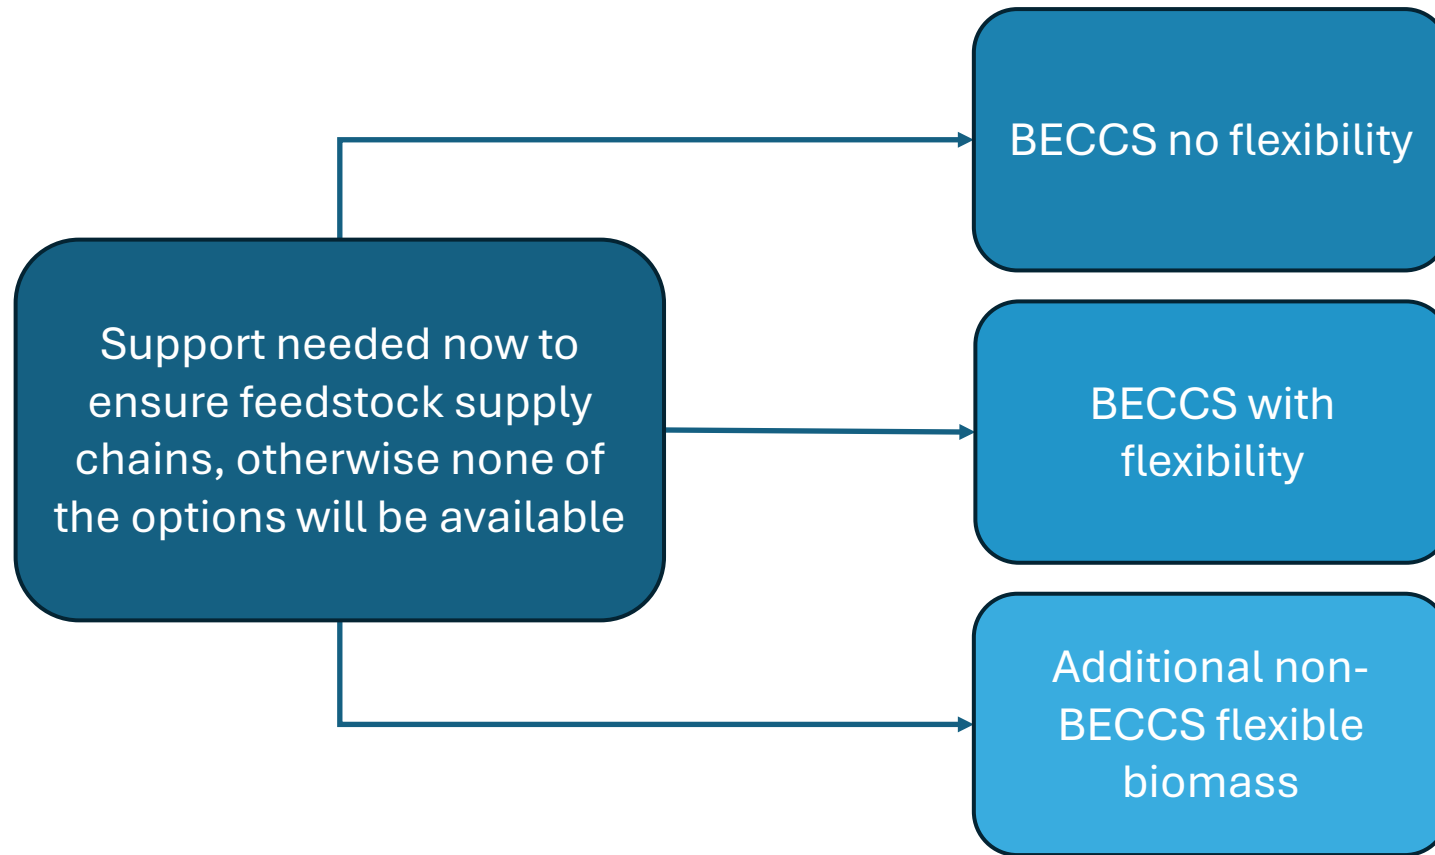 BECCS no flexibility
Support needed now to
ensure feedstock supply
chains, otherwise none of
the options will be available
BECCS with
flexibility
Additional non-
BECCS flexible
biomass